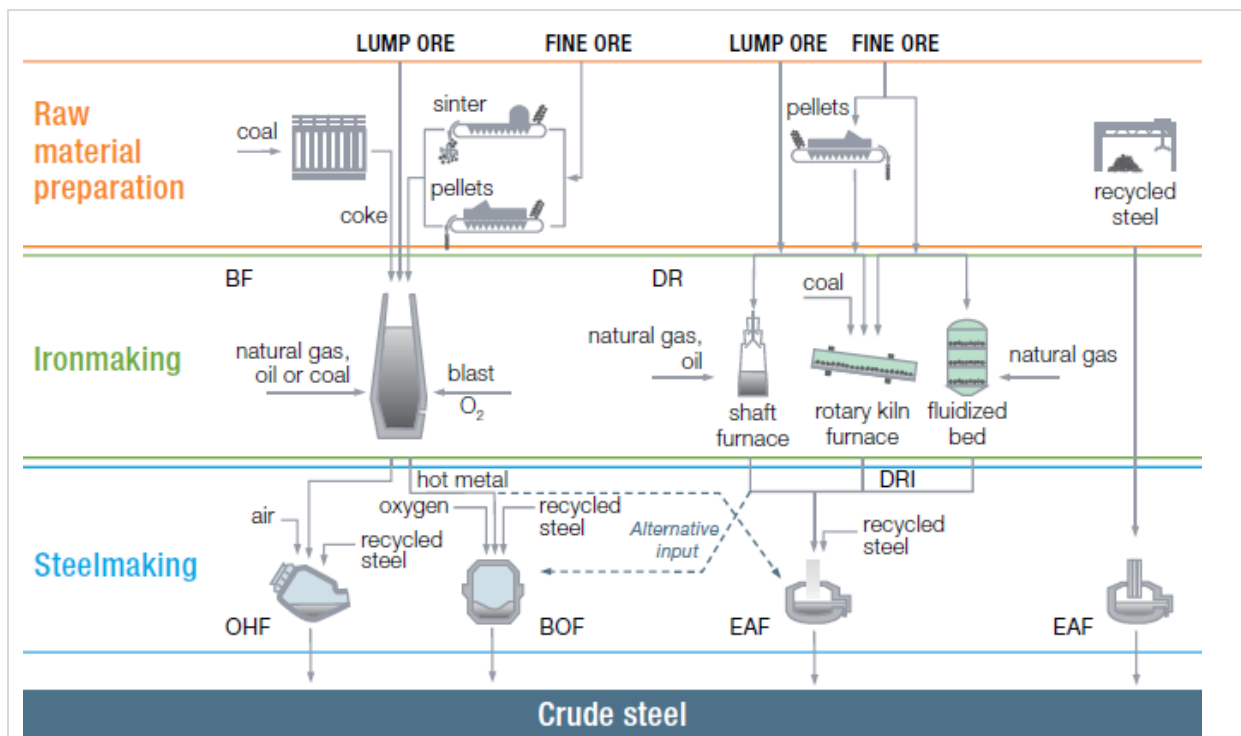 LUMP ORE
FINE ORE
LUMP ORE
FINE ORE
Raw
material
preparation
coal
coke
sinter
pellets
pellets
recycled
steel
BF
DR
Ironmaking
natural gas,
oil or coal
blast
O₂
natural gas,
oil
coal
natural gas
shaft
furnace
rotary kiln
furnace
fluidized
bed
hot metal
DRI
Steelmaking
air
recycled
steel
oxygen
recycled
steel
Alternative
input
recycled
steel
OHF
BOF
EAF
EAF
Crude steel